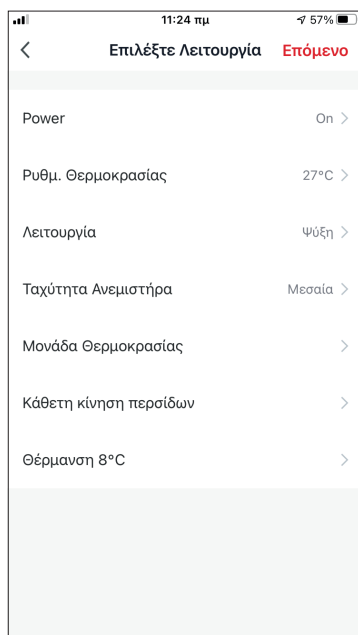 11:24 πμ 57%
Επιλέξτε Λειτουργία Επόμενο
Power On
Ρυθμ. Θερμοκρασίας 27°C
Λειτουργία Ψύξη
Ταχύτητα Ανεμιστήρα Μεσαία
Μονάδα Θερμοκρασίας
Κάθετη κίνηση περσίδων
Θέρμανση 8°C